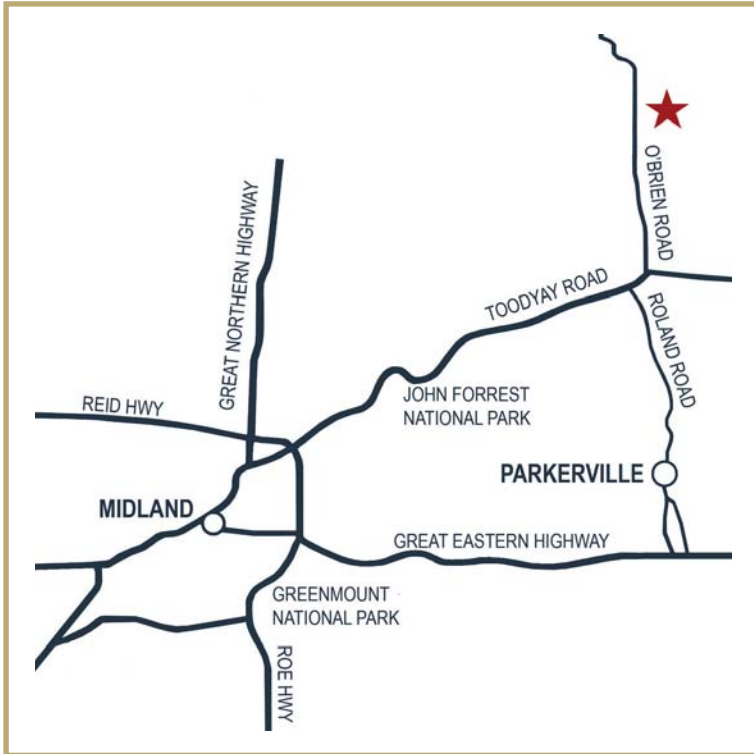 O'BRIEN ROAD
GREAT NORTHERN HIGHWAY
TOODYAY ROAD
ROLAND ROAD
JOHN FORREST
NATIONAL PARK
REID HWY
PARKERVILLE
MIDLAND
GREAT EASTERN HIGHWAY
GREENMOUNT
NATIONAL PARK
ROE HWY